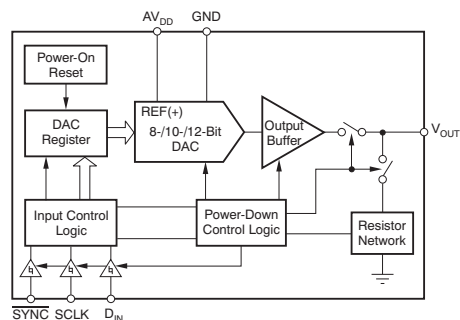 AVDD GND
Power-On
Reset
DAC
Register
REF(+)
8-/10-/12-Bit
DAC
Output
Buffer
VOUT
Input Control
Logic
Power-Down
Control Logic
Resistor
Network
SYNC SCLK DIN